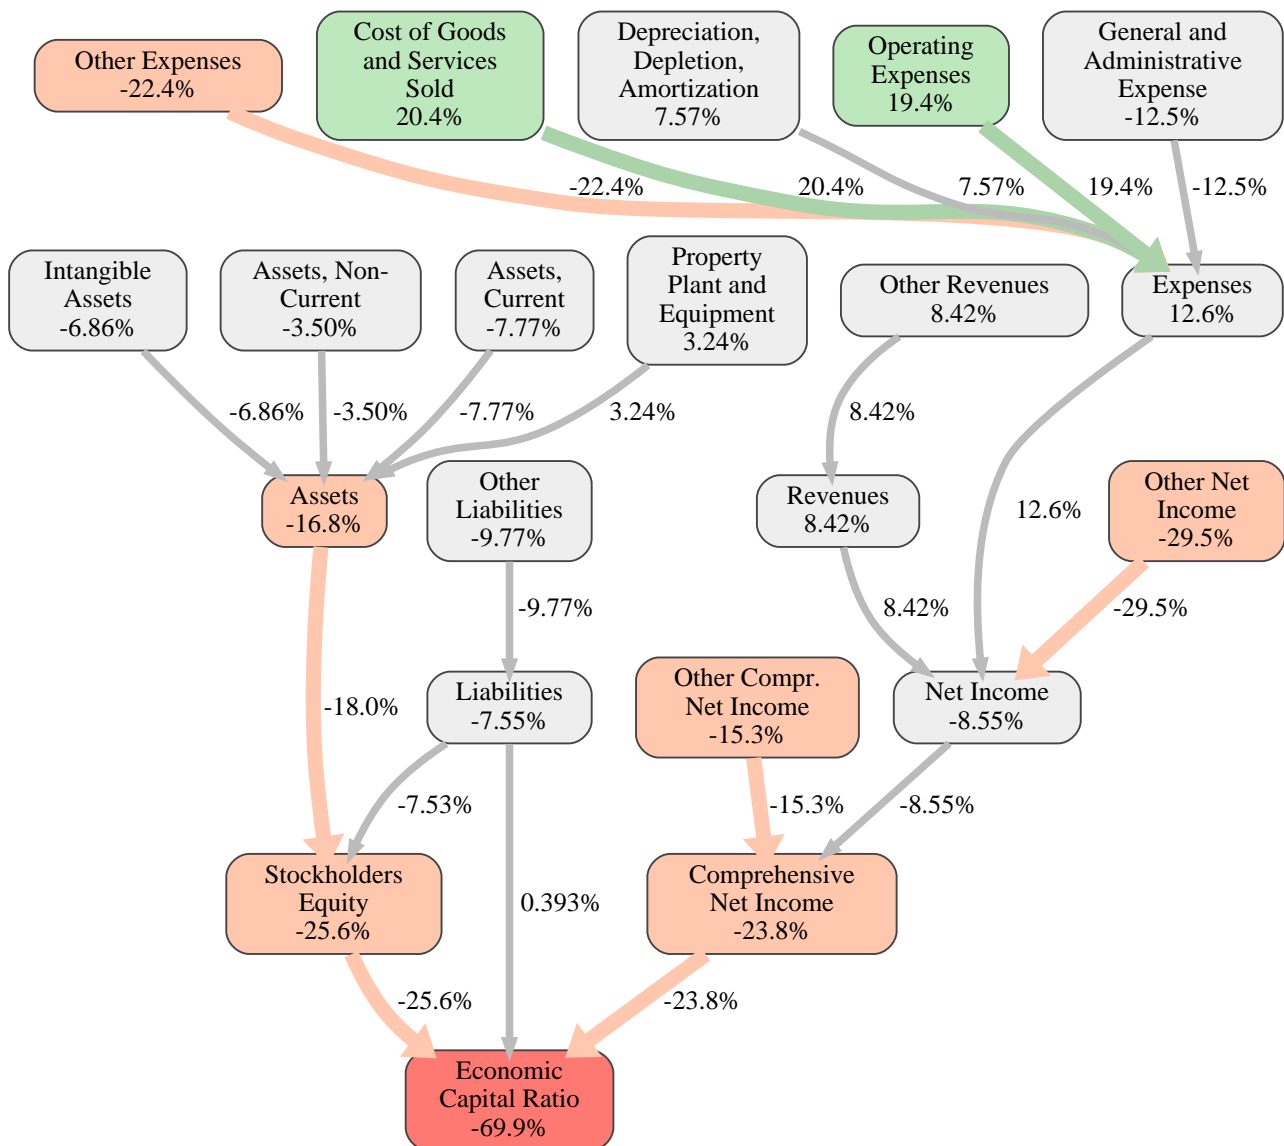 Other Expenses
-22.4%
Cost of Goods
and Services
Sold
20.4%
Depreciation,
Depletion,
Amortization
7.57%
Operating
Expenses
19.4%
General and
Administrative
Expense
-12.5%
-22.4%
20.4%
7.57%
19.4%
-12.5%
Intangible
Assets
-6.86%
Assets, Non-
Current
-3.50%
Assets,
Current
-7.77%
Property
Plant and
Equipment
3.24%
Other Revenues
8.42%
Expenses
12.6%
-6.86%
-3.50%
-7.77%
3.24%
8.42%
12.6%
Assets
-16.8%
Other
Liabilities
-9.77%
Revenues
8.42%
Other Net
Income
-29.5%
-9.77%
8.42%
-29.5%
-18.0%
Liabilities
-7.55%
Other Compr.
Net Income
-15.3%
Net Income
-8.55%
-7.53%
-15.3%
-8.55%
Stockholders
Equity
-25.6%
0.393%
Comprehensive
Net Income
-23.8%
-25.6%
-23.8%
Economic
Capital Ratio
-69.9%